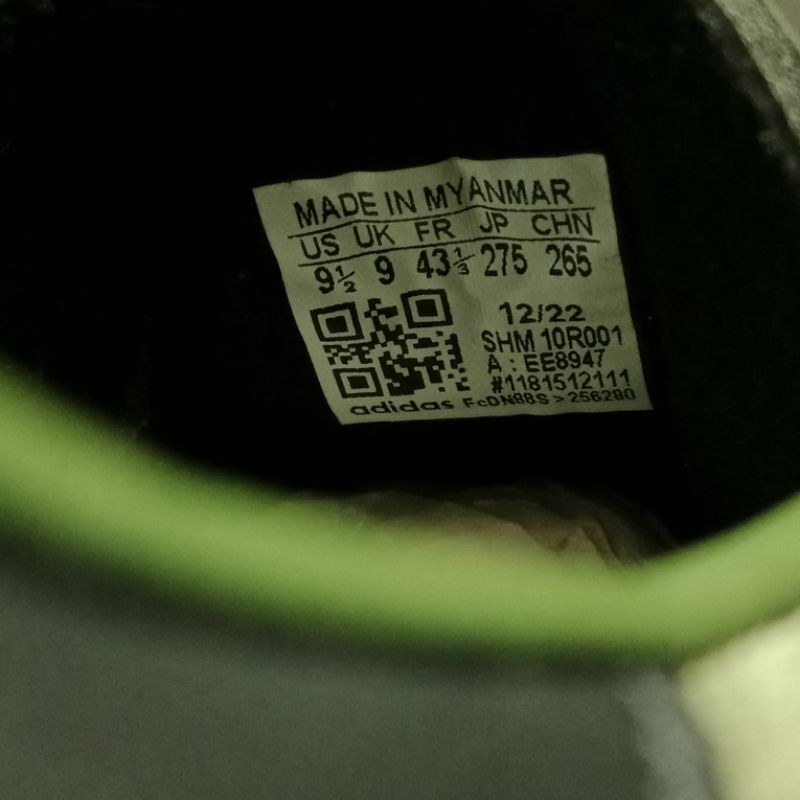 MADE IN MYANMAR
US UK FR JP CHN
9½ 9 43⅓ 275 265
12/22
SHM 10R001
A : EE8947
#1181512111
adidas FcDN88S > 256280